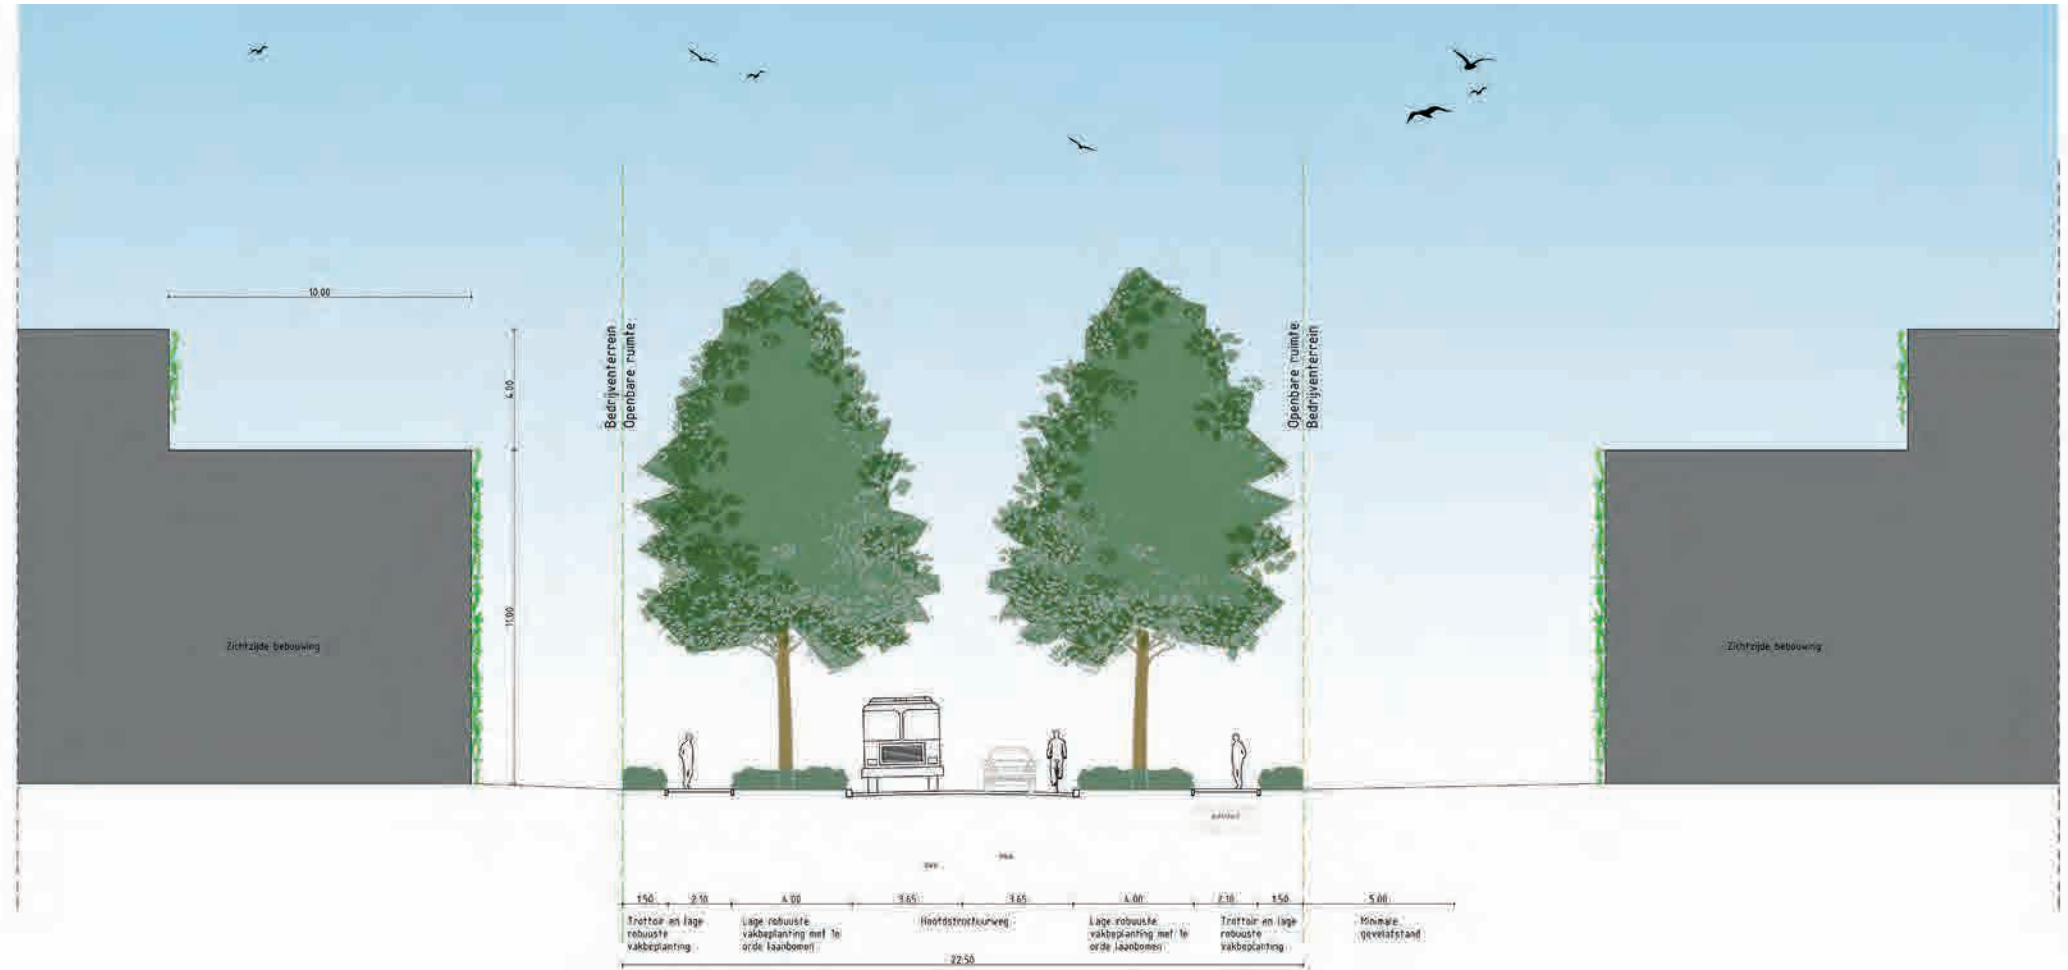 10.00
4.00
11.00
Bedrijventerrein
Openbare ruimte
Openbare ruimte
Bedrijventerrein
Zichtzijde bebouwing
Zichtzijde bebouwing
1.50 2.10 4.00 3.65 3.65 4.00 2.10 1.50 5.00
Trottoir en lage
robuuste
vakbeplanting
Lage robuuste
vakbeplanting met 1e
orde laanbomen
Hoofdstructuurweg
Lage robuuste
vakbeplanting met 1e
orde laanbomen
Trottoir en lage
robuuste
vakbeplanting
Minimale
gevelafstand
22.50